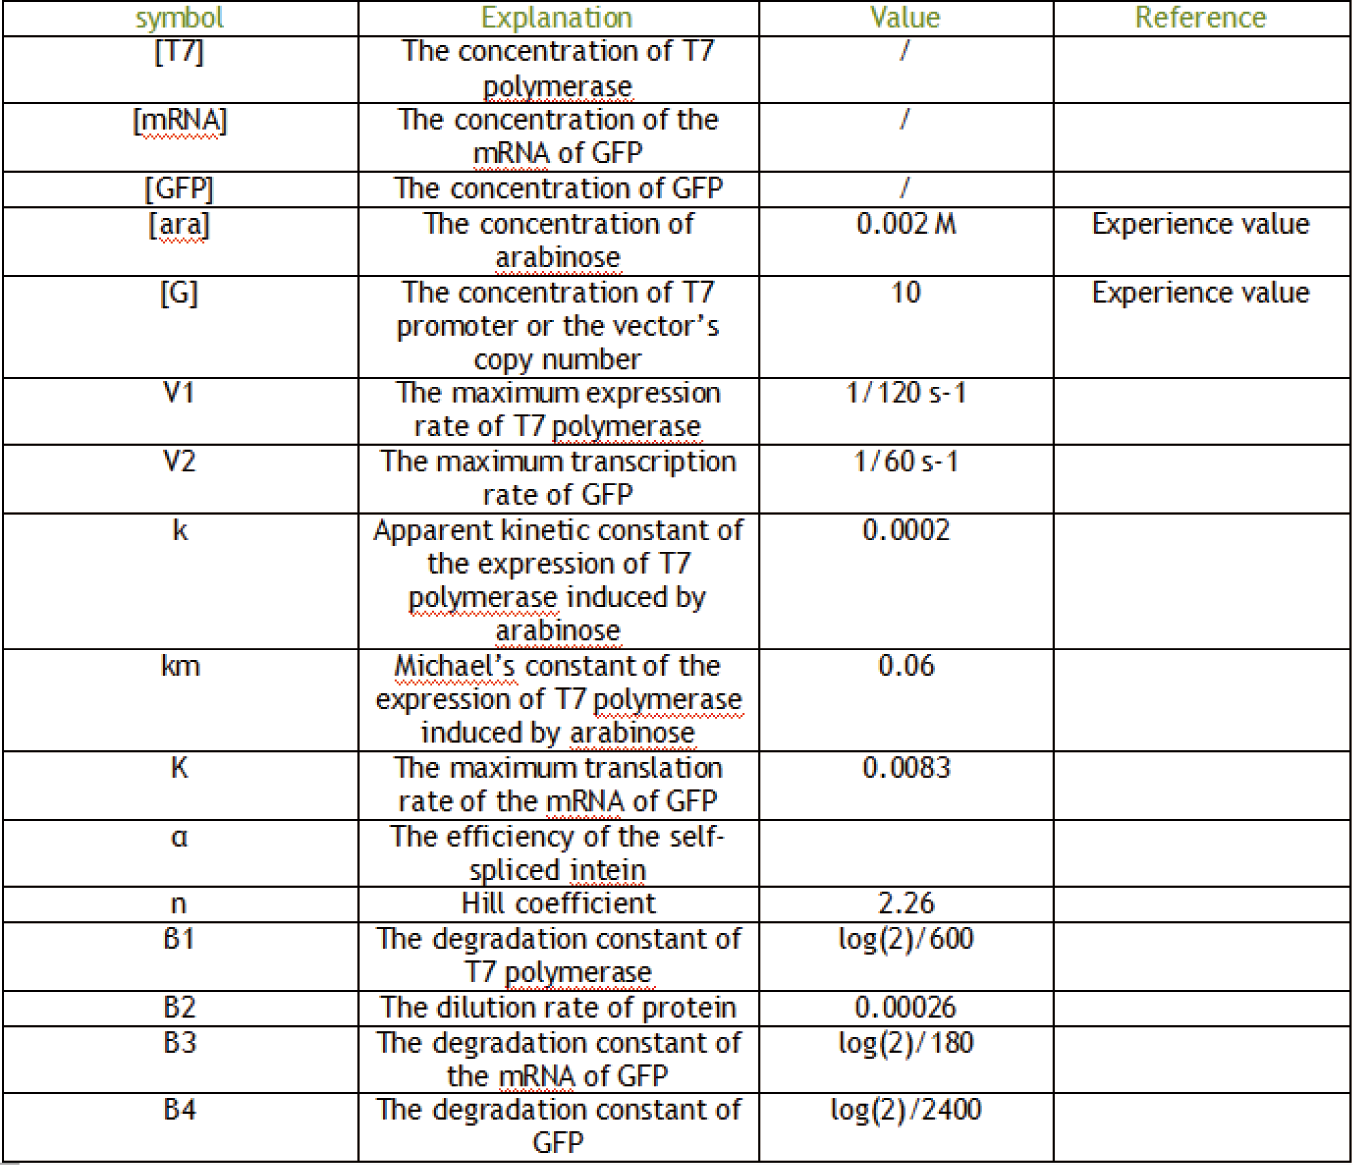 symbol Explanation Value Reference
[T7] The concentration of T7 /
polymerase
[mRNA] The concentration of the /
mRNA of GFP
[GFP] The concentration of GFP /
[ara] The concentration of 0.002 M Experience value
arabinose
[G] The concentration of T7 10 Experience value
promoter or the vector’s
copy number
V1 The maximum expression 1/120 s-1
rate of T7 polymerase
V2 The maximum transcription 1/60 s-1
rate of GFP
k Apparent kinetic constant of 0.0002
the expression of T7
polymerase induced by
arabinose
km Michael’s constant of the 0.06
expression of T7 polymerase
induced by arabinose
K The maximum translation 0.0083
rate of the mRNA of GFP
α The efficiency of the self-
spliced intein
n Hill coefficient 2.26
β1 The degradation constant of log(2)/600
T7 polymerase
β2 The dilution rate of protein 0.00026
β3 The degradation constant of log(2)/180
the mRNA of GFP
β4 The degradation constant of log(2)/2400
GFP